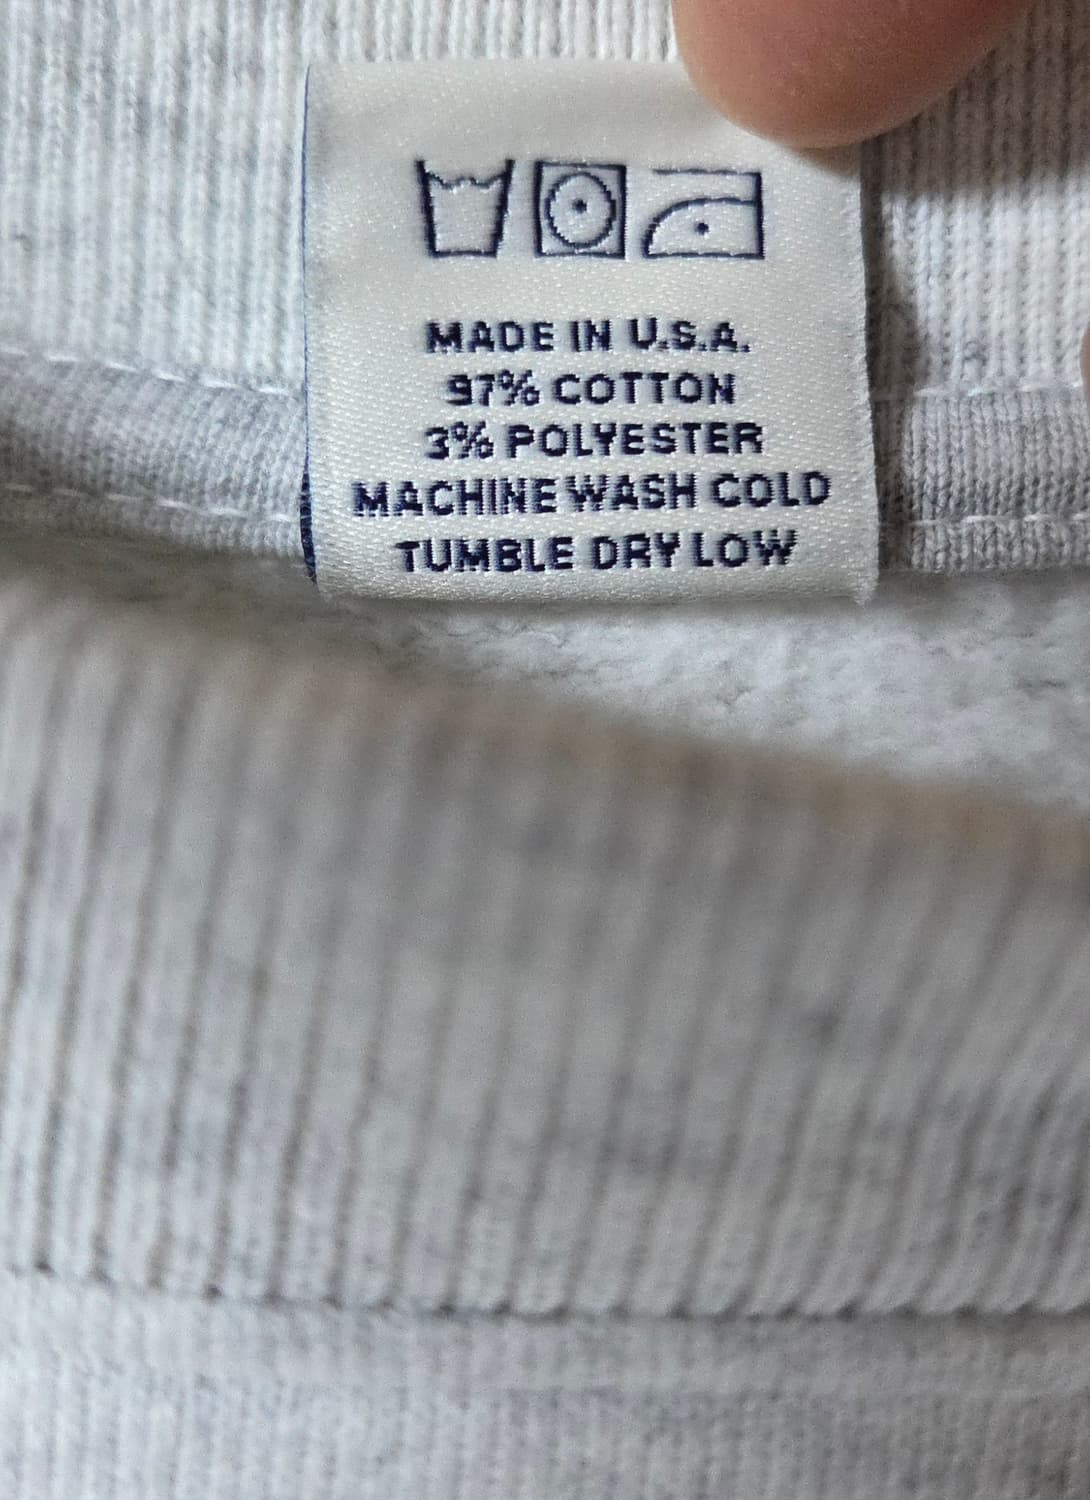 MADE IN U.S.A.
97% COTTON
3% POLYESTER
MACHINE WASH COLD
TUMBLE DRY LOW